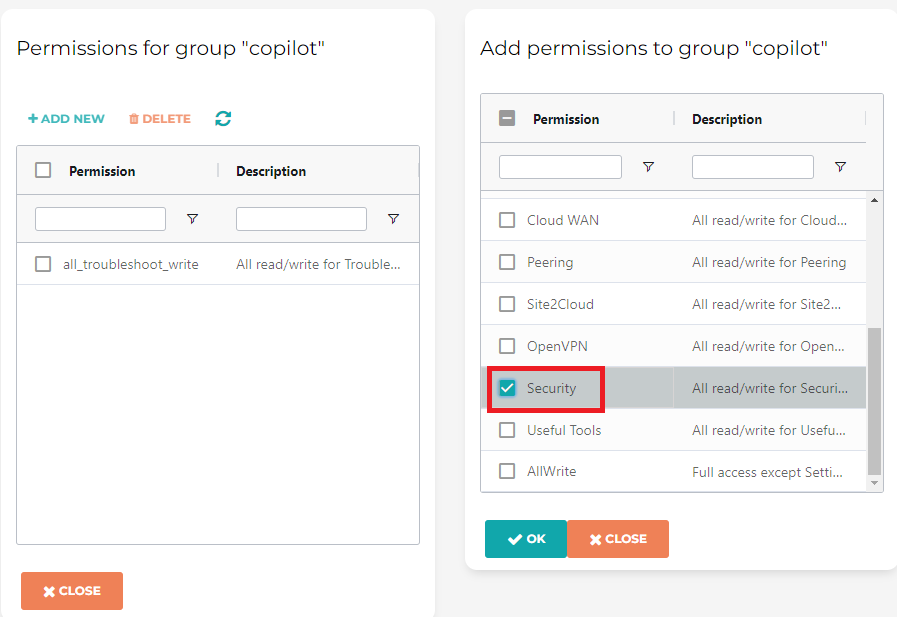 Permissions for group "copilot"
ADD NEW DELETE
Permission Description
all_troubleshoot_write All read/write for Trouble...
CLOSE
Add permissions to group "copilot"
Permission Description
Cloud WAN All read/write for Cloud...
Peering All read/write for Peering
Site2Cloud All read/write for Site2...
OpenVPN All read/write for Open...
Security All read/write for Securi...
Useful Tools All read/write for Usefu...
AllWrite Full access except Setti...
OK CLOSE